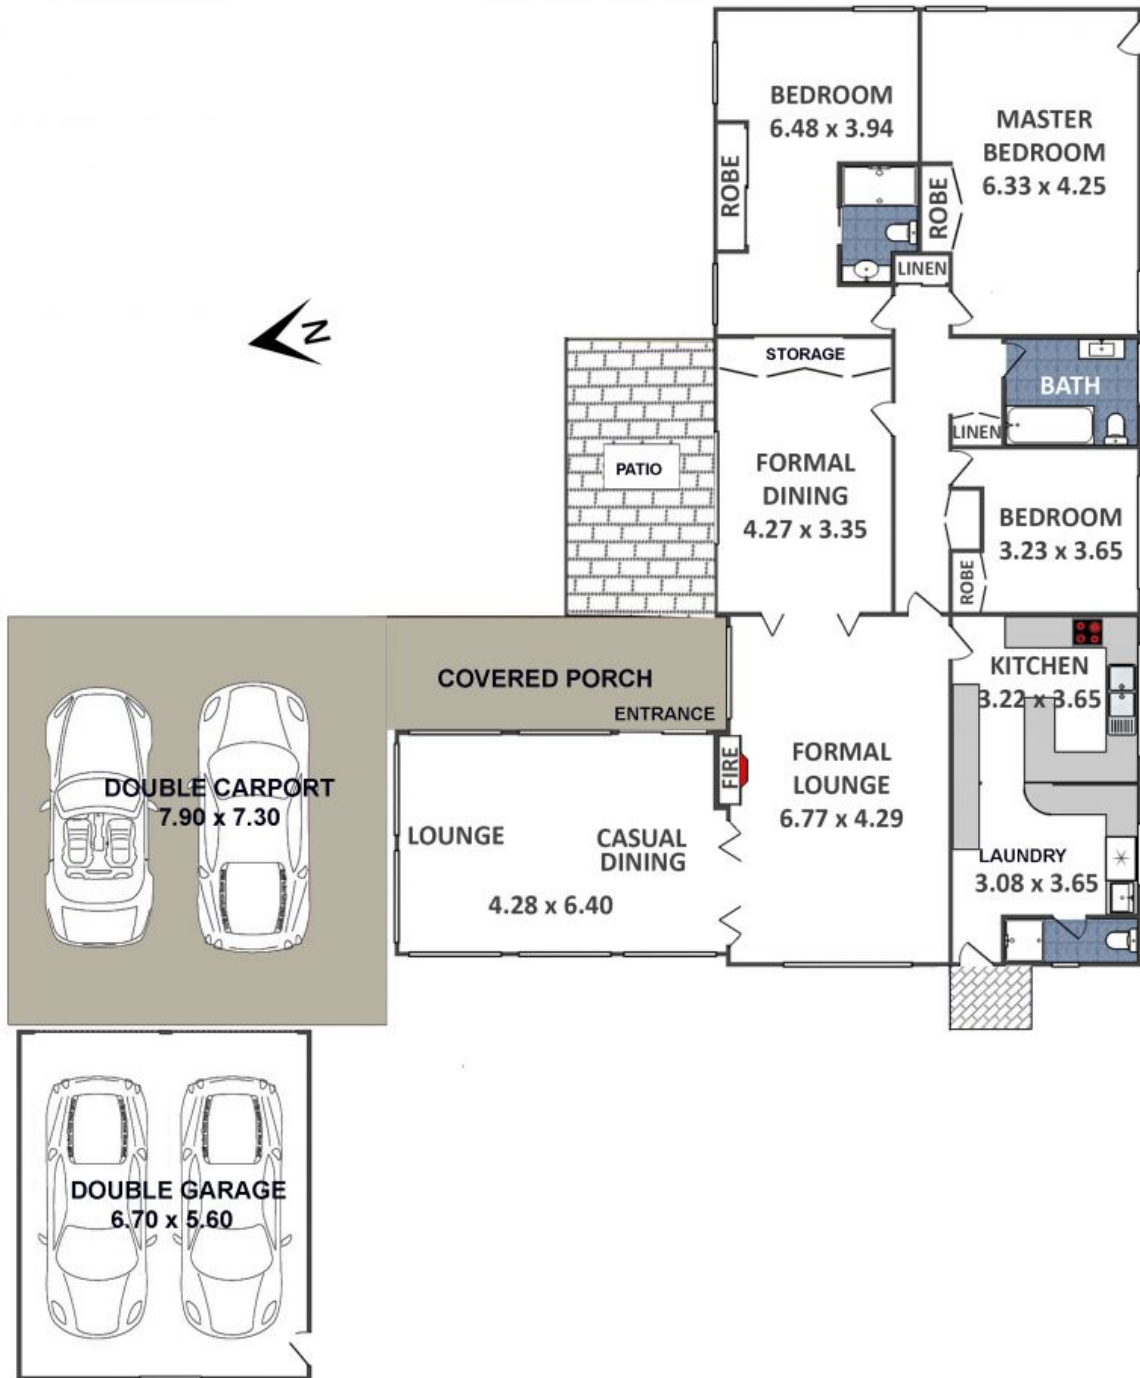 BEDROOM
6.48 x 3.94
MASTER
BEDROOM
6.33 x 4.25
ROBE
ROBE
LINEN
N
STORAGE
BATH
LINEN
PATIO
FORMAL
DINING
4.27 x 3.35
BEDROOM
3.23 x 3.65
ROBE
COVERED PORCH
ENTRANCE
KITCHEN
3.22 x 3.65
DOUBLE CARPORT
7.90 x 7.30
FIRE
FORMAL
LOUNGE
6.77 x 4.29
LOUNGE
CASUAL
DINING
4.28 x 6.40
LAUNDRY
3.08 x 3.65
DOUBLE GARAGE
6.70 x 5.60